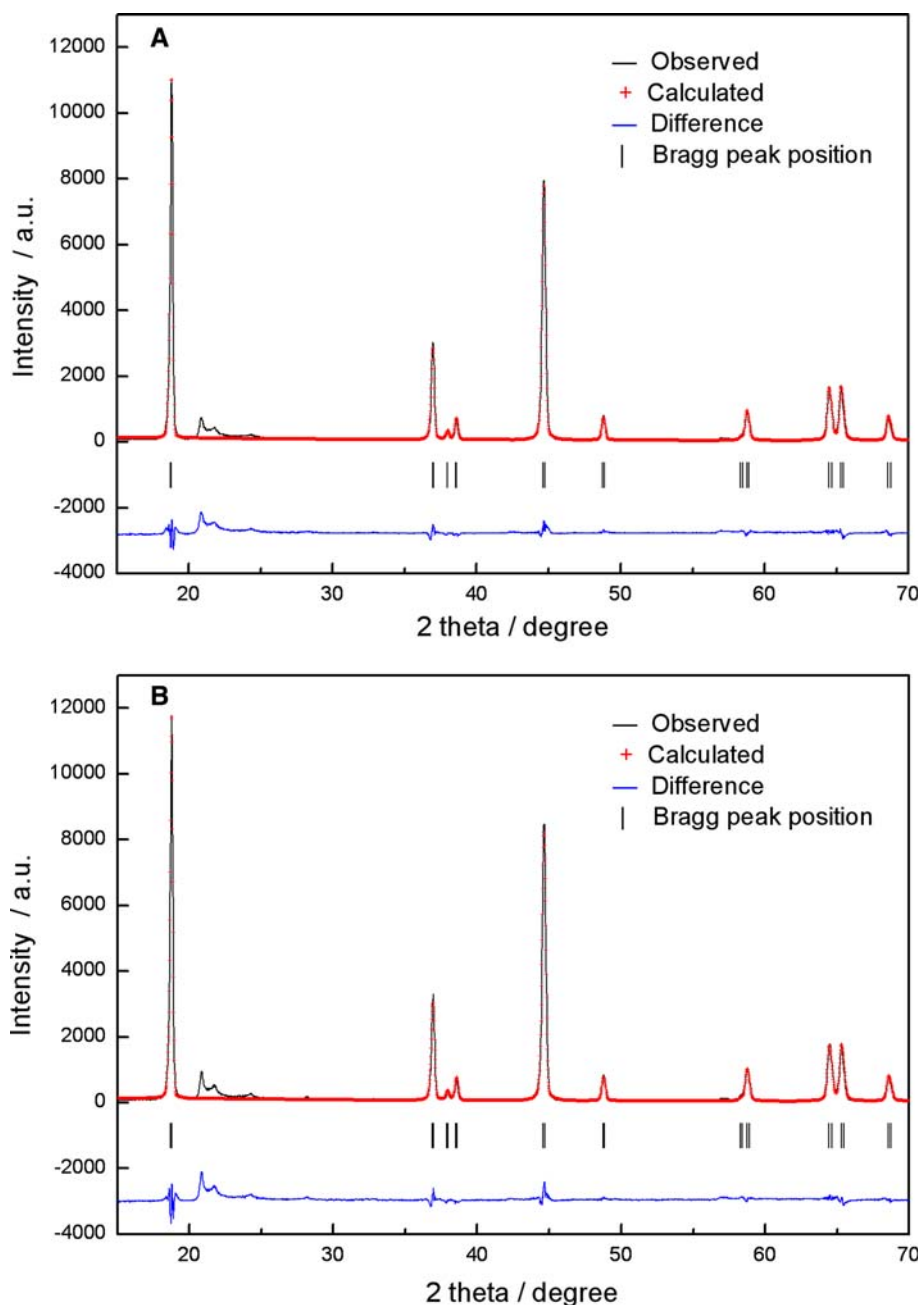 A
12000
10000
8000
6000
4000
2000
0
-2000
-4000
Intensity / a.u.
Observed
Calculated
Difference
Bragg peak position
20 30 40 50 60 70
2 theta / degree
B
12000
10000
8000
6000
4000
2000
0
-2000
-4000
Intensity / a.u.
Observed
Calculated
Difference
Bragg peak position
20 30 40 50 60 70
2 theta / degree